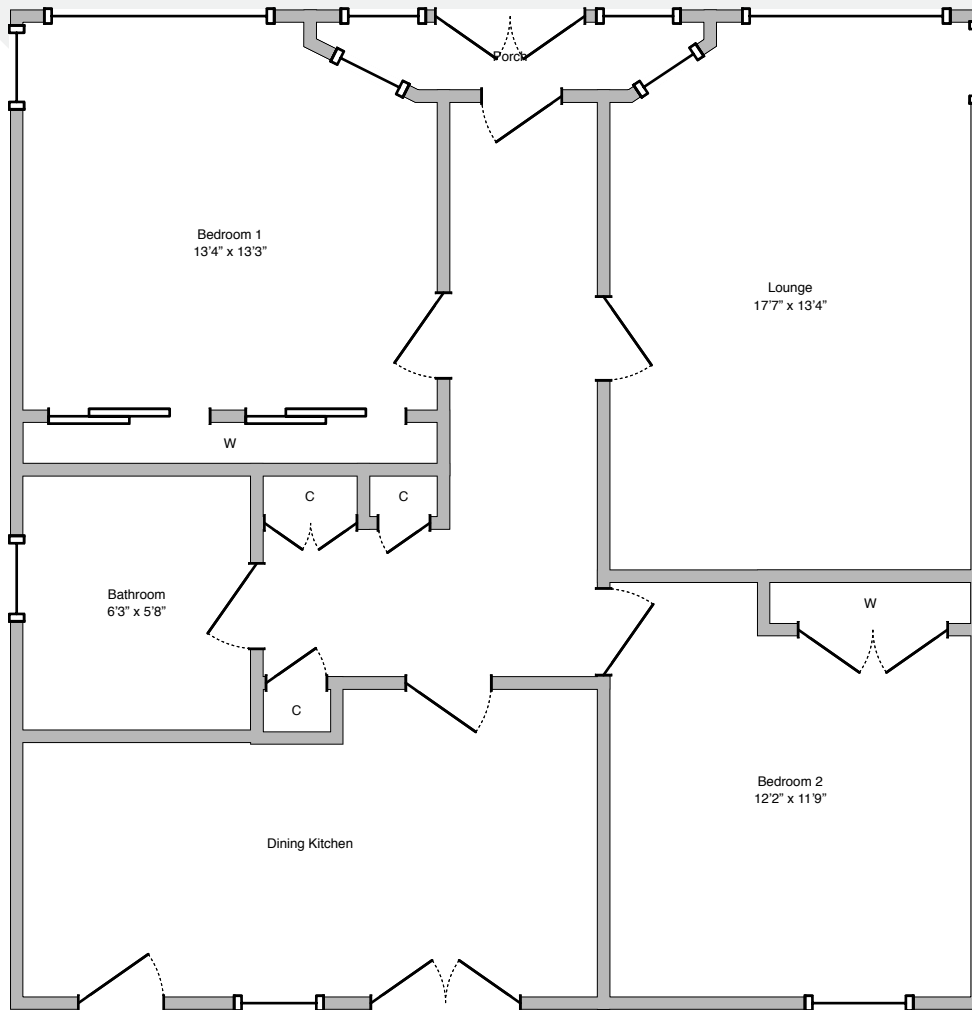 Porch
Bedroom 1
13'4” x 13'3”
Lounge
17'7” x 13'4”
W
C
C
Bathroom
6'3” x 5'8”
W
C
Bedroom 2
12'2” x 11'9”
Dining Kitchen